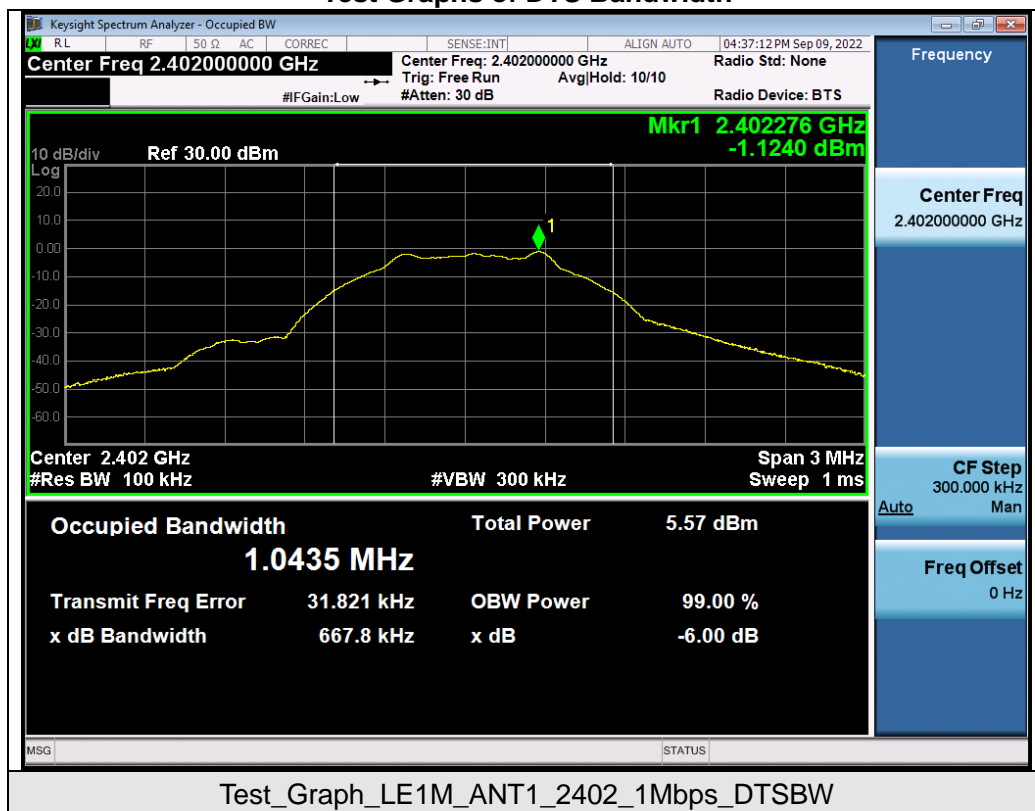 Test Graphs of DTS Bandwidth
Keysight Spectrum Analyzer - Occupied BW
LXI RL RF 50 Ω AC CORREC SENSE:INT ALIGN AUTO 04:37:12 PM Sep 09, 2022
Center Freq 2.402000000 GHz
Center Freq: 2.402000000 GHz
Radio Std: None
Trig: Free Run Avg|Hold: 10/10
#IFGain:Low #Atten: 30 dB Radio Device: BTS
Mkr1 2.402276 GHz
-1.1240 dBm
10 dB/div Ref 30.00 dBm
Log
20.0
10.0
0.00
-10.0
-20.0
-30.0
-40.0
-50.0
-60.0
1
Center 2.402 GHz Span 3 MHz
#Res BW 100 kHz #VBW 300 kHz Sweep 1 ms
Occupied Bandwidth Total Power 5.57 dBm
1.0435 MHz
Transmit Freq Error 31.821 kHz OBW Power 99.00 %
x dB Bandwidth 667.8 kHz x dB -6.00 dB
MSG STATUS
Frequency
Center Freq
2.402000000 GHz
CF Step
300.000 kHz
Auto Man
Freq Offset
0 Hz
Test_Graph_LE1M_ANT1_2402_1Mbps_DTSBW